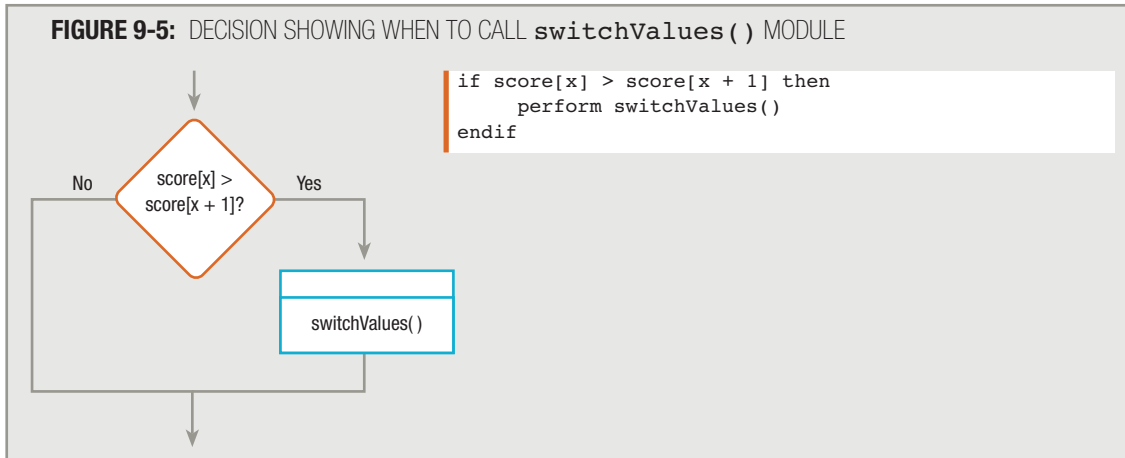 FIGURE 9-5: DECISION SHOWING WHEN TO CALL switchValues() MODULE
if score[x] > score[x + 1] then
perform switchValues()
endif
No
score[x] >
score[x + 1]?
Yes
switchValues( )